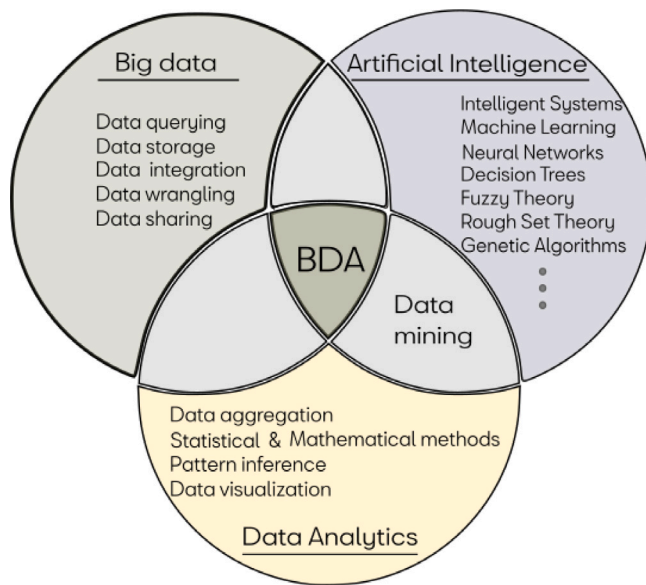 Big data
Data querying
Data storage
Data integration
Data wrangling
Data sharing
Artificial Intelligence
Intelligent Systems
Machine Learning
Neural Networks
Decision Trees
Fuzzy Theory
Rough Set Theory
Genetic Algorithms
BDA
Data
mining
Data aggregation
Statistical & Mathematical methods
Pattern inference
Data visualization
Data Analytics